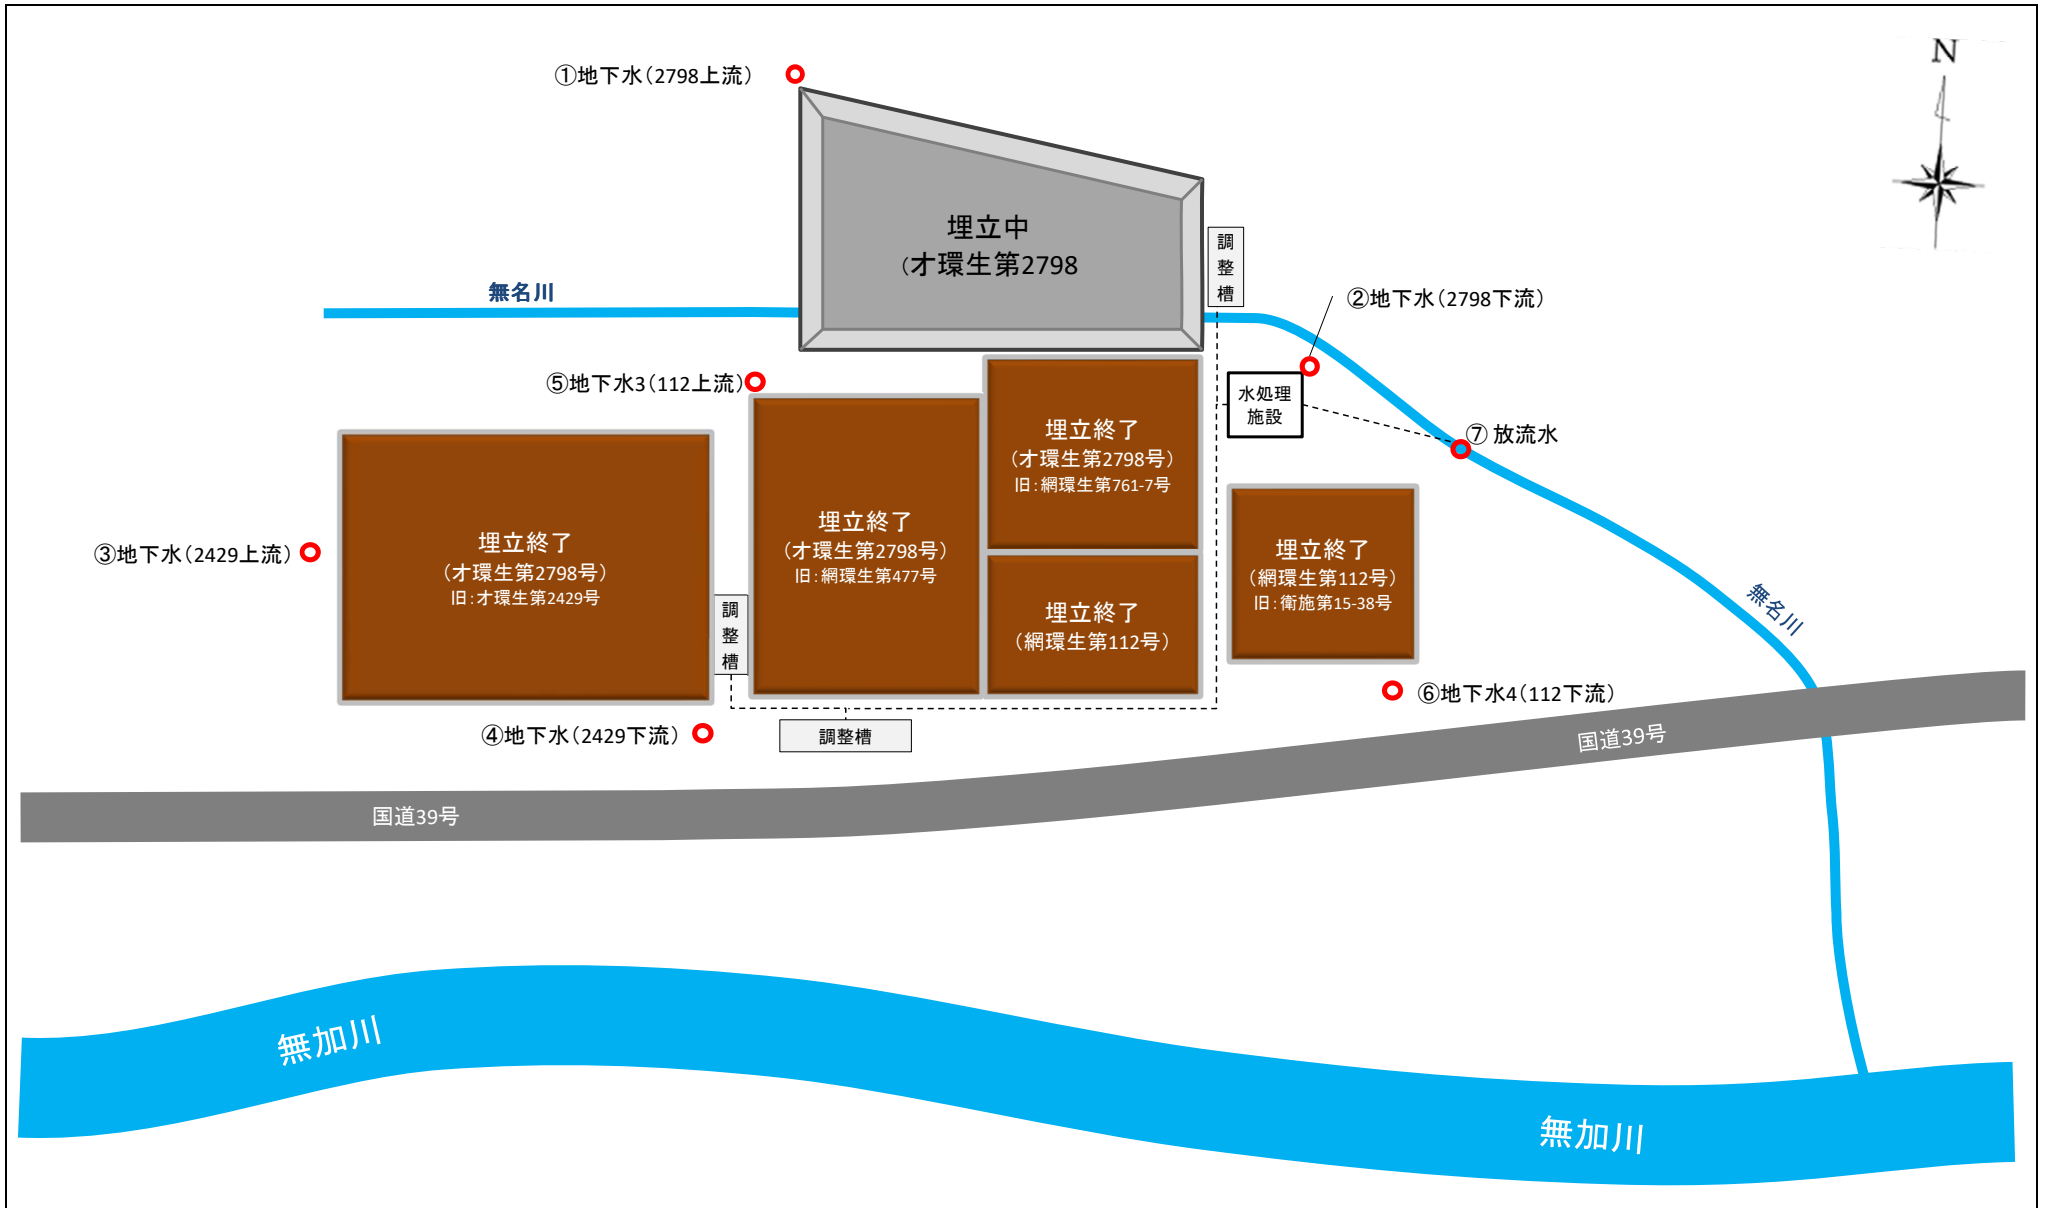 N
①地下水（2798上流）
埋立中
（才環生第2798
調
整
槽
無名川
②地下水（2798下流）
⑤地下水3（112上流）
水処理
施設
⑦ 放流水
埋立終了
（才環生第2798号）
旧：網環生第761-7号
③地下水（2429上流）
埋立終了
（才環生第2798号）
旧：才環生第2429号
埋立終了
（才環生第2798号）
旧：網環生第477号
埋立終了
（網環生第112号）
旧：衛施第15-38号
調
整
槽
埋立終了
（網環生第112号）
無名川
⑥地下水4（112下流）
④地下水（2429下流）
調整槽
国道39号
国道39号
無加川
無加川